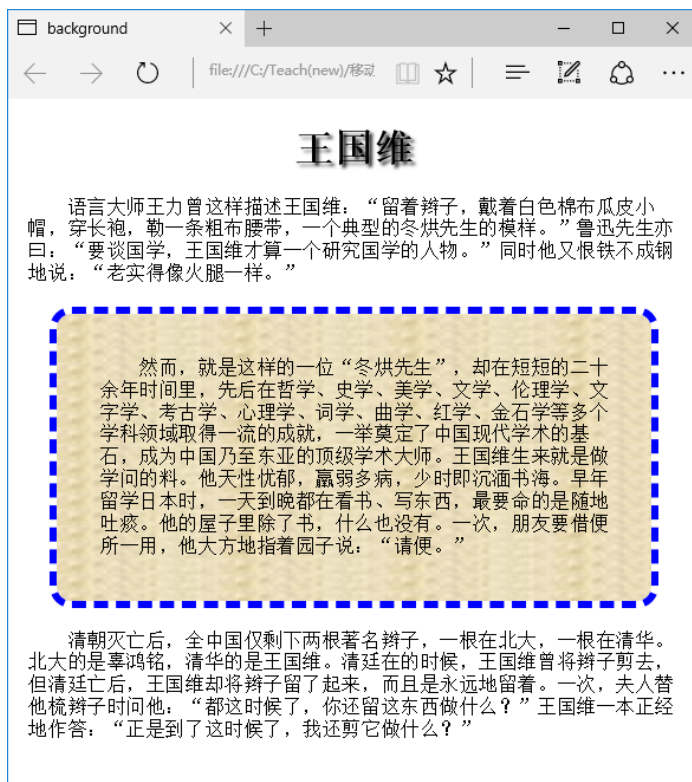 background
file:///C:/Teach(new)/移动
王国维
语言大师王力曾这样描述王国维：“留着辫子，戴着白色棉布瓜皮小
帽，穿长袍，勒一条粗布腰带，一个典型的冬烘先生的模样。”鲁迅先生亦
曰：“要谈国学，王国维才算一个研究国学的人物。”同时他又恨铁不成钢
地说：“老实得像火腿一样。”
然而，就是这样的一位“冬烘先生”，却在短短的二十
余年时间里，先后在哲学、史学、美学、文学、伦理学、文
字学、考古学、心理学、词学、曲学、红学、金石学等多个
学科领域取得一流的成就，一举奠定了中国现代学术的基
石，成为中国乃至东亚的顶级学术大师。王国维生来就是做
学问的料。他天性忧郁，羸弱多病，少时即沉湎书海。早年
留学日本时，一天到晚都在看书、写东西，最要命的是随地
吐痰。他的屋子里除了书，什么也没有。一次，朋友要借便
所一用，他大方地指着园子说：“请便。”
清朝灭亡后，全中国仅剩下两根著名辫子，一根在北大，一根在清华。
北大的是辜鸿铭，清华的是王国维。清廷在的时候，王国维曾将辫子剪去，
但清廷亡后，王国维却将辫子留了起来，而且是永远地留着。一次，夫人替
他梳辫子时问他：“都这时候了，你还留这东西做什么？”王国维一本正经
地作答：“正是到了这时候了，我还剪它做什么？”